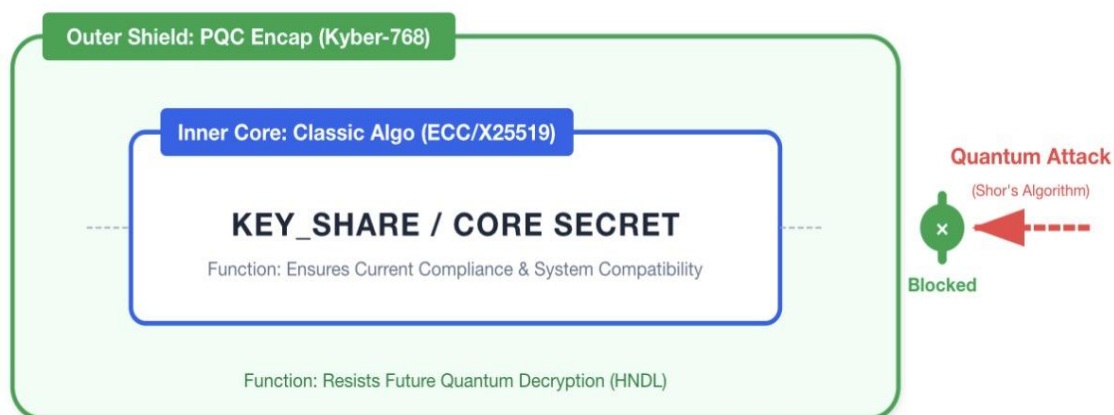 Outer Shield: PQC Encap (Kyber-768)
Inner Core: Classic Algo (ECC/X25519)
KEY_SHARE / CORE SECRET
Function: Ensures Current Compliance & System Compatibility
Quantum Attack
(Shor's Algorithm)
×
Blocked
Function: Resists Future Quantum Decryption (HNDL)